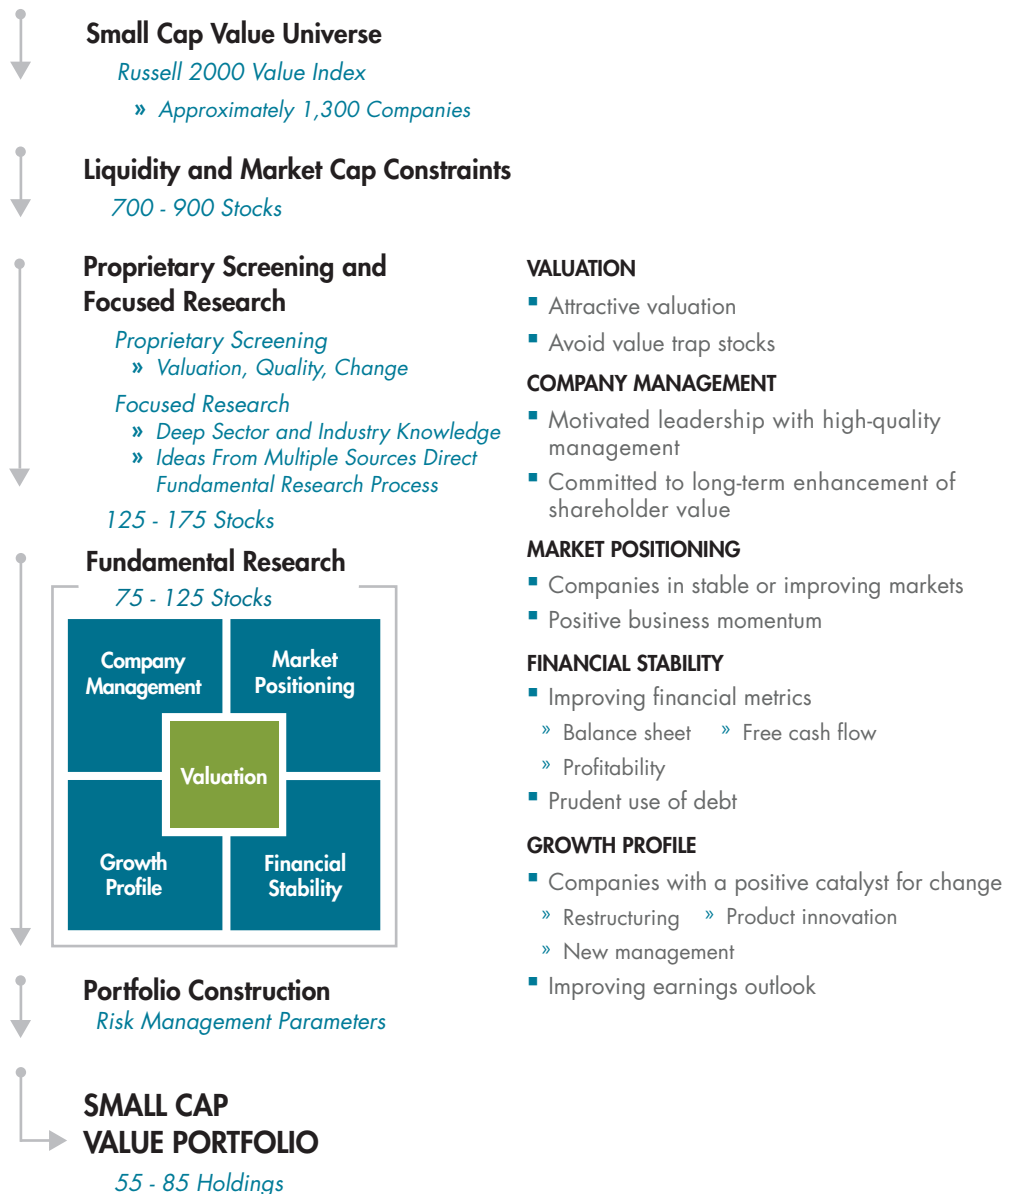 Small Cap Value Universe
Russell 2000 Value Index
» Approximately 1,300 Companies
Liquidity and Market Cap Constraints
700 - 900 Stocks
Proprietary Screening and
Focused Research
Proprietary Screening
» Valuation, Quality, Change
Focused Research
» Deep Sector and Industry Knowledge
» Ideas From Multiple Sources Direct
Fundamental Research Process
125 - 175 Stocks
Fundamental Research
75 - 125 Stocks
Company
Management
Market
Positioning
Valuation
Growth
Profile
Financial
Stability
Portfolio Construction
Risk Management Parameters
SMALL CAP
VALUE PORTFOLIO
55 - 85 Holdings
VALUATION
▪ Attractive valuation
▪ Avoid value trap stocks
COMPANY MANAGEMENT
▪ Motivated leadership with high-quality
management
▪ Committed to long-term enhancement of
shareholder value
MARKET POSITIONING
▪ Companies in stable or improving markets
▪ Positive business momentum
FINANCIAL STABILITY
▪ Improving financial metrics
» Balance sheet » Free cash flow
» Profitability
▪ Prudent use of debt
GROWTH PROFILE
▪ Companies with a positive catalyst for change
» Restructuring » Product innovation
» New management
▪ Improving earnings outlook